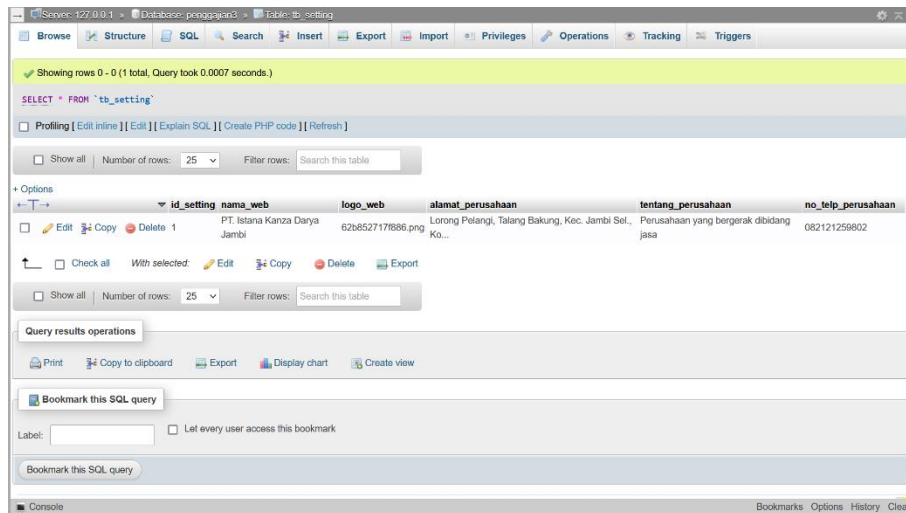 Server: 127.0.0.1 » Database: penggajian3 » Table: tb_setting
Browse Structure SQL Search Insert Export Import Privileges Operations Tracking Triggers
Showing rows 0 - 0 (1 total, Query took 0.0007 seconds.)
SELECT * FROM `tb_setting`
Profiling [ Edit inline ] [ Edit ] [ Explain SQL ] [ Create PHP code ] [ Refresh ]
Show all | Number of rows: 25 Filter rows: Search this table
+ Options
←T→ id_setting nama_web logo_web alamat_perusahaan tentang_perusahaan no_telp_perusahaan
Edit Copy Delete 1 PT. Istana Kanza Darya Jambi 62b852717f886.png Lorong Pelangi, Talang Bakung, Kec. Jambi Sel., Ko... Perusahaan yang bergerak dibidang jasa 082121259802
Check all With selected: Edit Copy Delete Export
Show all | Number of rows: 25 Filter rows: Search this table
Query results operations
Print Copy to clipboard Export Display chart Create view
Bookmark this SQL query
Label: Let every user access this bookmark
Bookmark this SQL query
Console Bookmarks Options History Clea